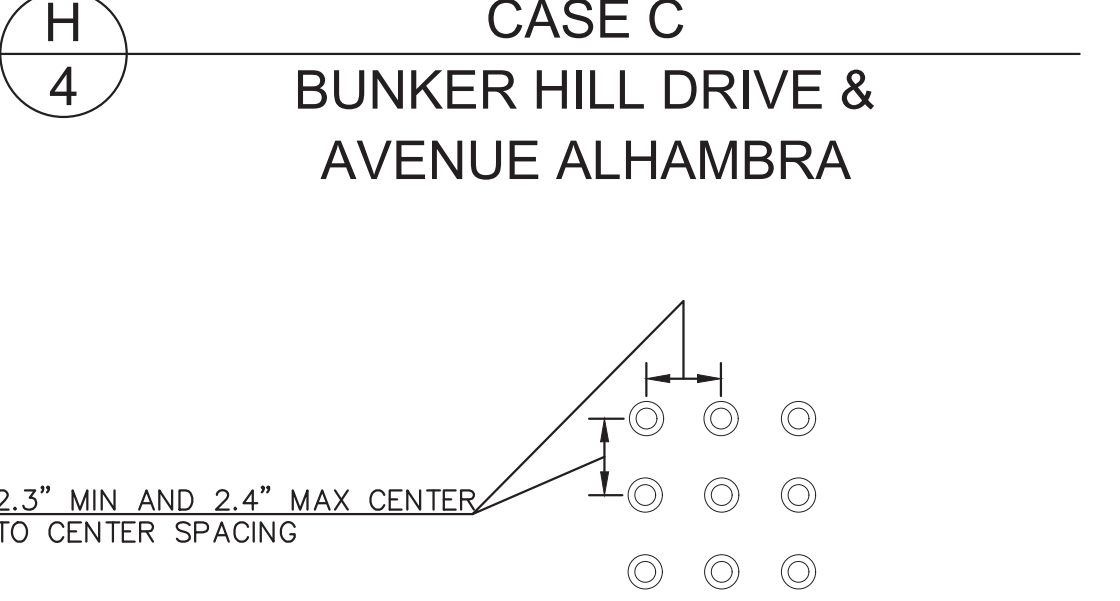 H
4
CASE C
BUNKER HILL DRIVE &
AVENUE ALHAMBRA
2.3" MIN AND 2.4" MAX CENTER
TO CENTER SPACING